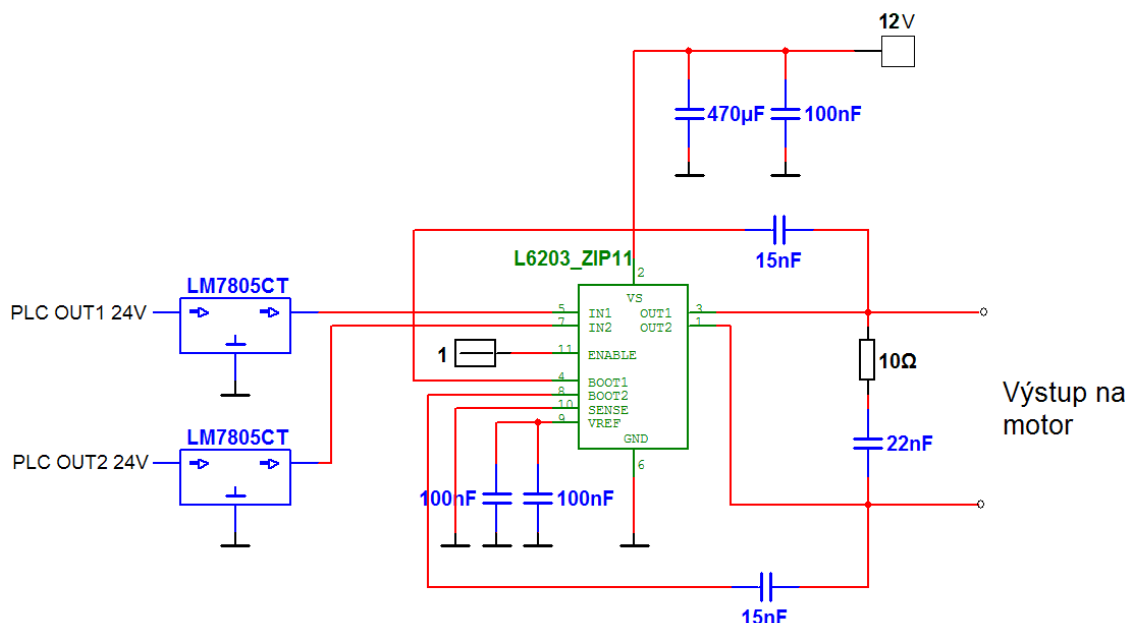 12V
470µF
100nF
15nF
L6203_ZIP11
2
VS
LM7805CT
PLC OUT1 24V
5 IN1 OUT1 3
7 IN2 OUT2 1
1
11 ENABLE
4 BOOT1
8 BOOT2
10 SENSE
9 VREF
GND
6
10Ω
22nF
Výstup na
motor
LM7805CT
PLC OUT2 24V
100nF
100nF
15nF